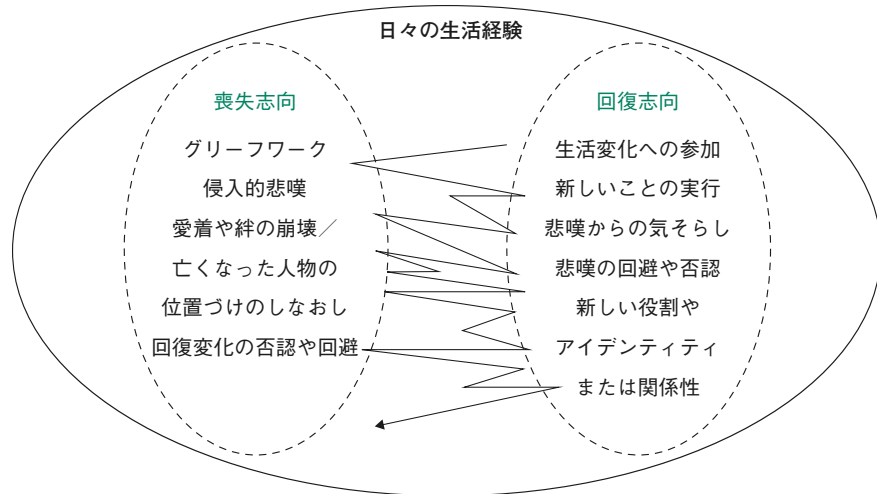 日々の生活経験
喪失志向
グリーフワーク
侵入的悲嘆
愛着や絆の崩壊／
亡くなった人物の
位置づけのしなおし
回復変化の否認や回避
回復志向
生活変化への参加
新しいことの実行
悲嘆からの気そらし
悲嘆の回避や否認
新しい役割や
アイデンティティ
または関係性